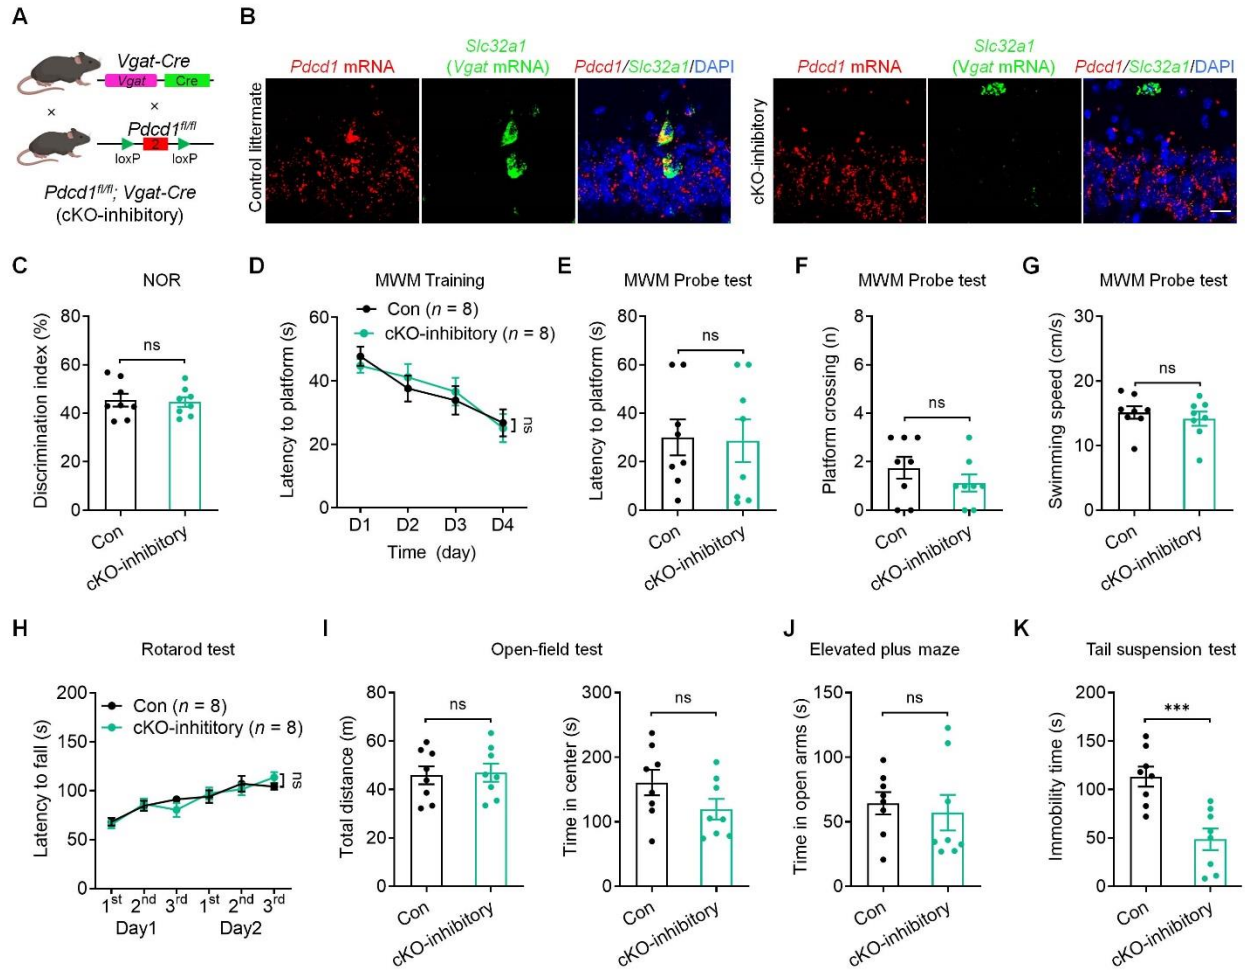 A
Vgat-Cre
Vgat
Cre
×
×
Pdcd1fl/fl
2
loxP
loxP
Pdcd1fl/fl; Vgat-Cre
(cKO-inhibitory)
B
Control littermate
Pdcd1 mRNA
Slc32a1
(Vgat mRNA)
Pdcd1/Slc32a1/DAPI
cKO-inhibitory
Pdcd1 mRNA
Slc32a1
(Vgat mRNA)
Pdcd1/Slc32a1/DAPI
C
NOR
Discrimination index (%)
80
60
40
20
0
ns
Con
cKO-inhibitory
D
MWM Training
Con (n = 8)
cKO-inhibitory (n = 8)
Latency to platform (s)
60
40
20
0
ns
D1
D2
D3
D4
Time (day)
E
MWM Probe test
Latency to platform (s)
80
60
40
20
0
ns
Con
cKO-inhibitory
F
MWM Probe test
Platform crossing (n)
8
6
4
2
0
ns
Con
cKO-inhibitory
G
MWM Probe test
Swimming speed (cm/s)
30
20
10
0
ns
Con
cKO-inhibitory
H
Rotarod test
Con (n = 8)
cKO-inhititory (n = 8)
Latency to fall (s)
200
150
100
50
0
ns
1st
2nd
3rd
1st
2nd
3rd
Day1
Day2
I
Open-field test
Total distance (m)
80
60
40
20
0
ns
Con
cKO-inhibitory
Time in center (s)
300
200
100
0
ns
Con
cKO-inhibitory
J
Elevated plus maze
Time in open arms (s)
150
100
50
0
ns
Con
cKO-inhibitory
K
Tail suspension test
Immobility time (s)
200
150
100
50
0
***
Con
cKO-inhibitory